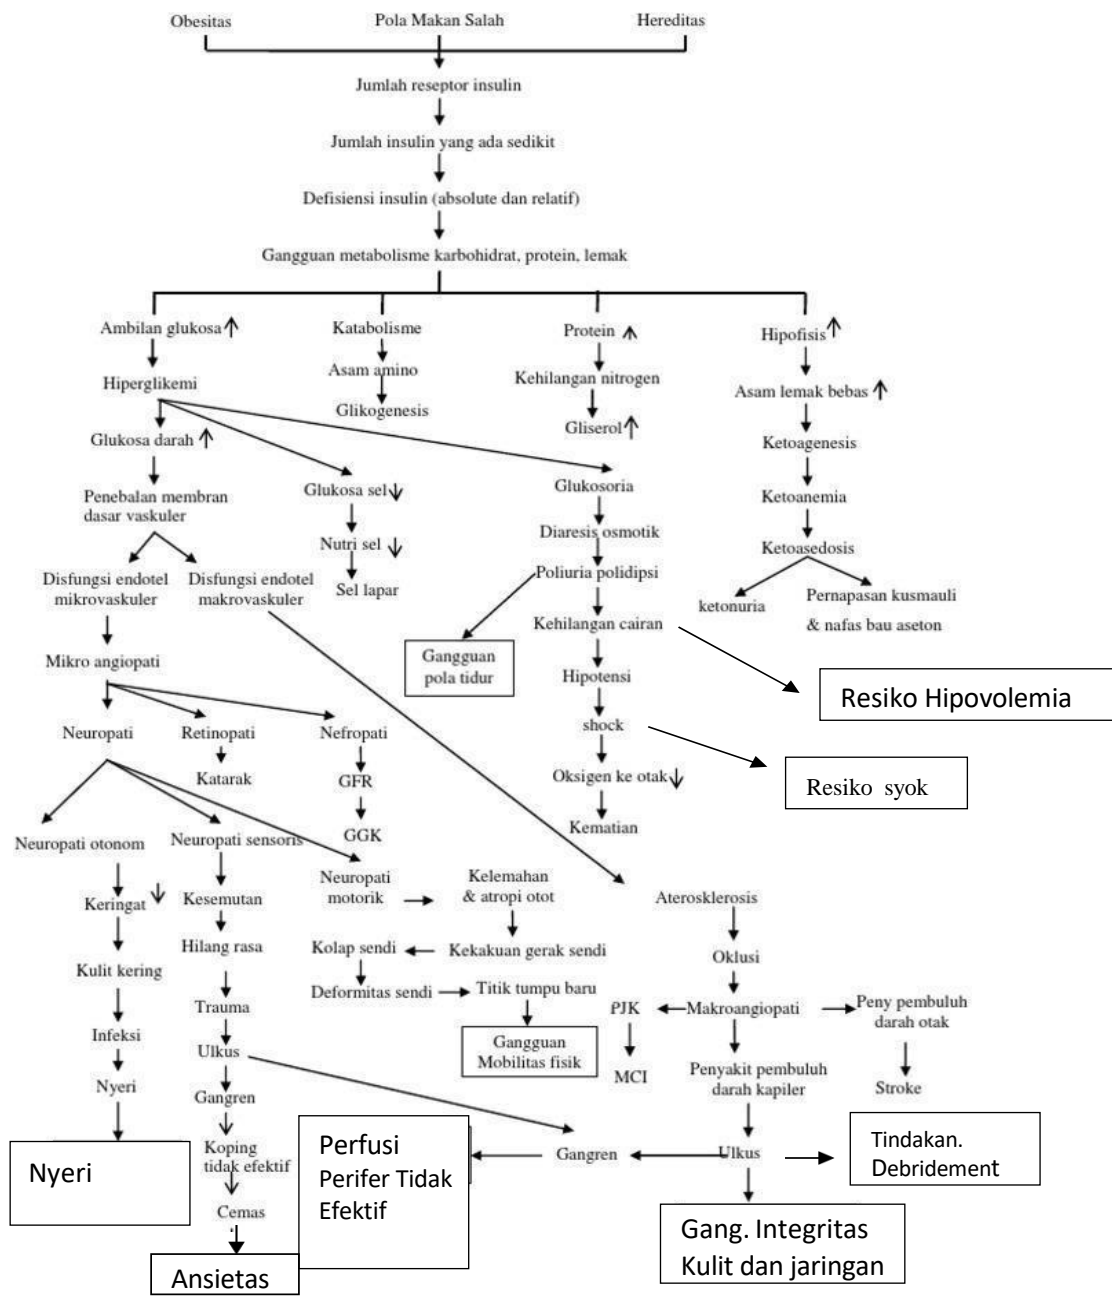 Obesitas
Pola Makan Salah
Hereditas
Jumlah reseptor insulin
Jumlah insulin yang ada sedikit
Defisiensi insulin (absolute dan relatif)
Gangguan metabolisme karbohidrat, protein, lemak
Ambilan glukosa
Katabolisme
Protein
Hipofisis
Hiperglikemi
Asam amino
Kehilangan nitrogen
Asam lemak bebas
Glikogenesis
Gliserol
Glukosa darah
Ketoagenesis
Penebalan membran
dasar vaskuler
Glukosa sel
Glukosoria
Ketoanemia
Nutri sel
Diaresis osmotik
Ketoasedosis
Disfungsi endotel
mikrovaskuler
Disfungsi endotel
makrovaskuler
Sel lapar
Poliuria polidipsi
ketonuria
Pernapasan kusmauli
& nafas bau aseton
Mikro angiopati
Gangguan
pola tidur
Kehilangan cairan
Hipotensi
Resiko Hipovolemia
Neuropati
Retinopati
Nefropati
shock
Katarak
GFR
Oksigen ke otak
Resiko syok
Neuropati otonom
Neuropati sensoris
GGK
Kematian
Keringat
Kesemutan
Neuropati
motorik
Kelemahan
& atropi otot
Aterosklerosis
Kulit kering
Hilang rasa
Kolap sendi
Kekakuan gerak sendi
Oklusi
Infeksi
Trauma
Deformitas sendi
Titik tumpu baru
PJK
Makroangiopati
Peny pembuluh
darah otak
Nyeri
Ulkus
Gangguan
Mobilitas fisik
MCI
Penyakit pembuluh
darah kapiler
Stroke
Gangren
Nyeri
Koping
tidak efektif
Perfusi
Perifer Tidak
Efektif
Gangren
Ulkus
Tindakan.
Debridement
Cemas
Ansietas
Gang. Integritas
Kulit dan jaringan